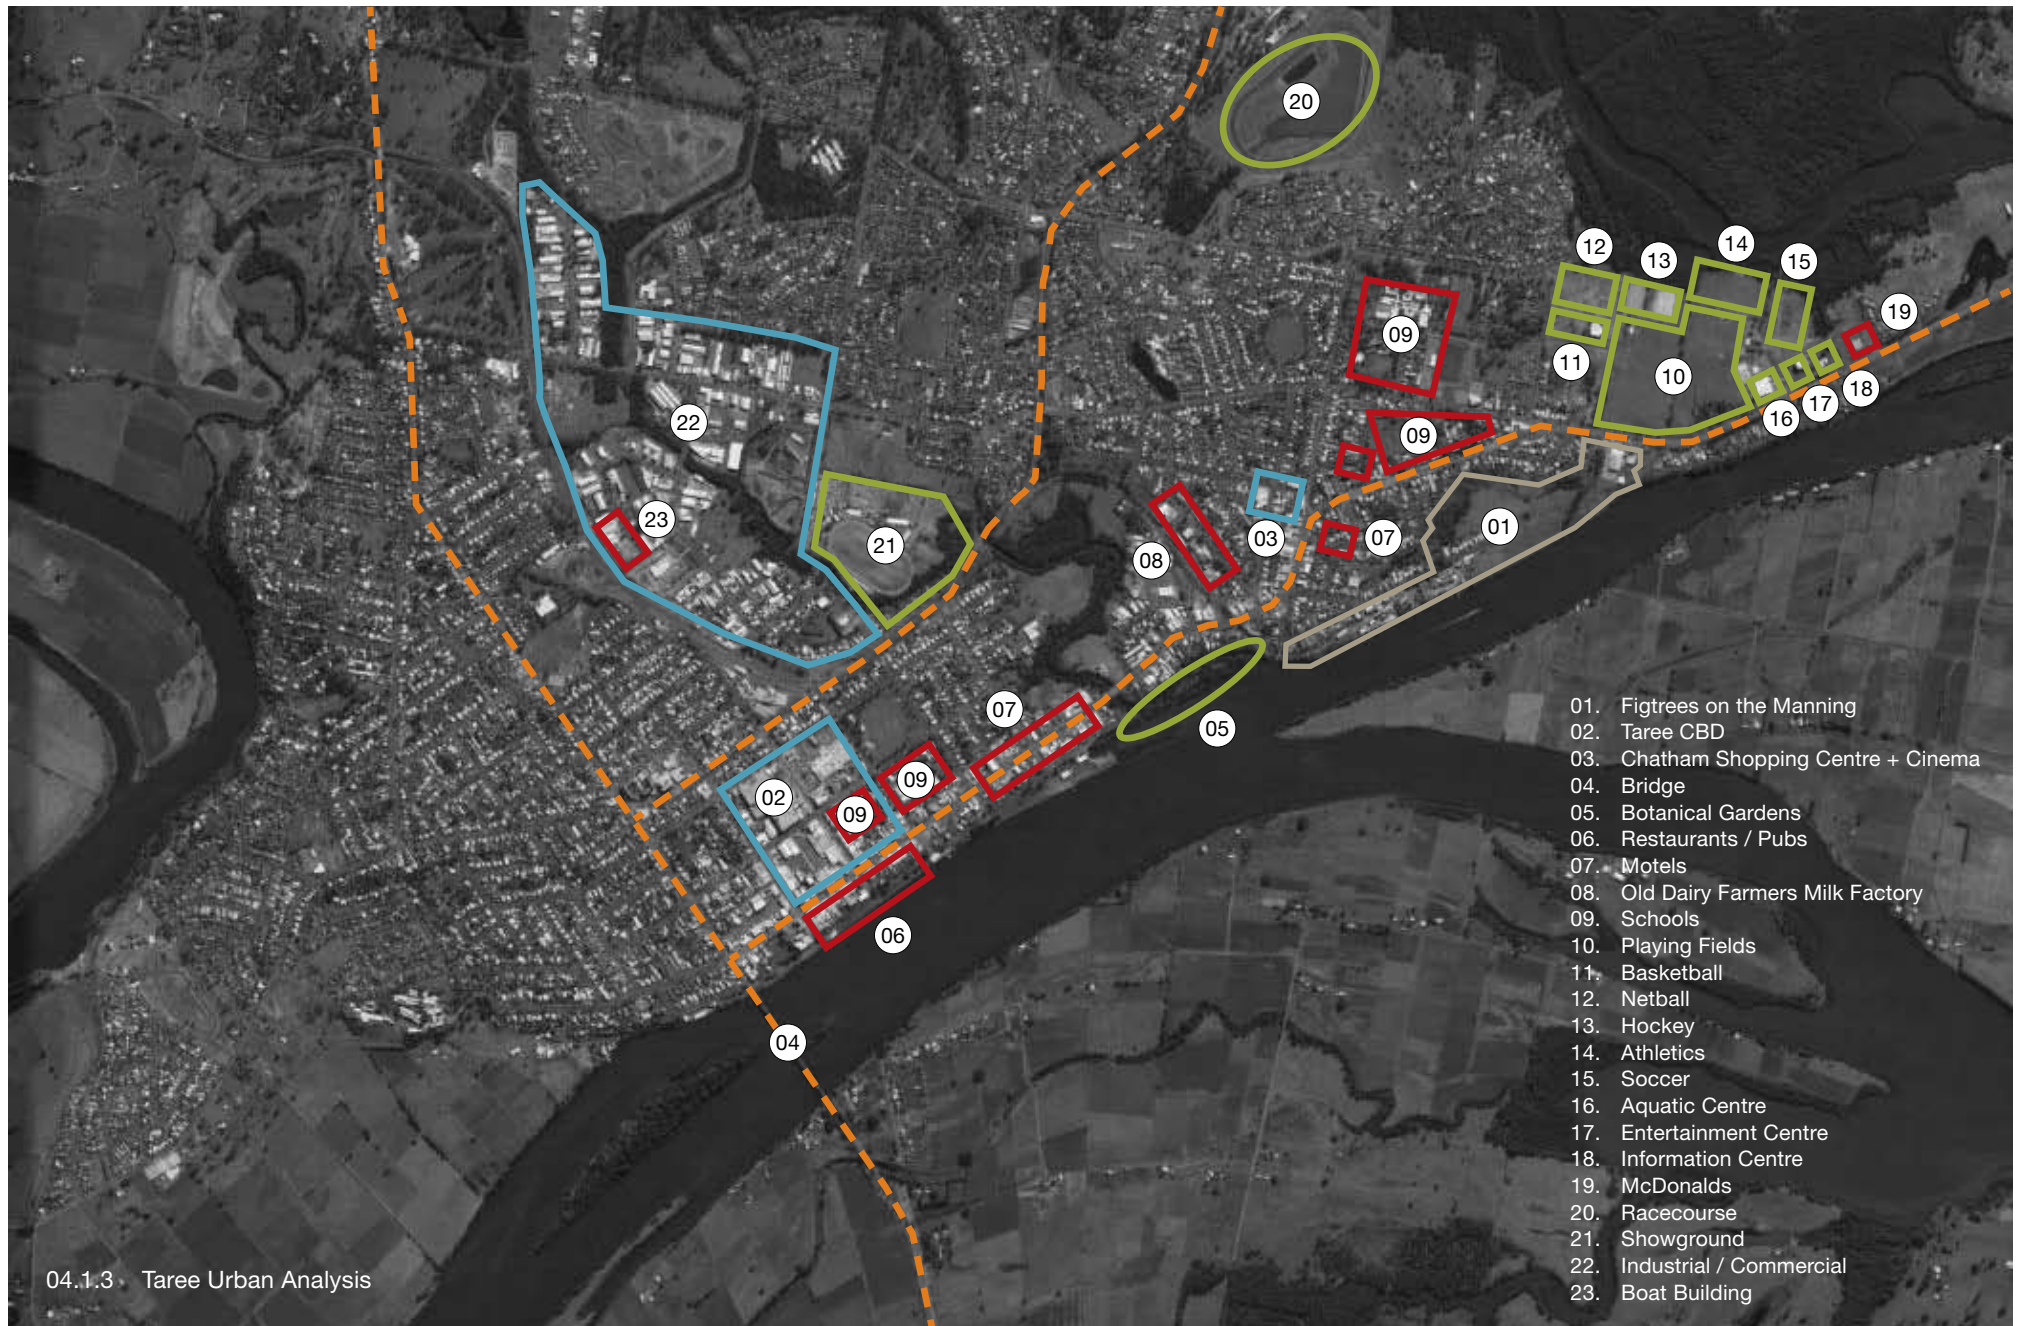 20
12
13
14
15
19
09
11
10
18
17
16
09
22
23
21
08
03
07
01
07
05
02
09
09
06
04
01. Figtrees on the Manning
02. Taree CBD
03. Chatham Shopping Centre + Cinema
04. Bridge
05. Botanical Gardens
06. Restaurants / Pubs
07. Motels
08. Old Dairy Farmers Milk Factory
09. Schools
10. Playing Fields
11. Basketball
12. Netball
13. Hockey
14. Athletics
15. Soccer
16. Aquatic Centre
17. Entertainment Centre
18. Information Centre
19. McDonalds
20. Racecourse
21. Showground
22. Industrial / Commercial
23. Boat Building
04.1.3 Taree Urban Analysis